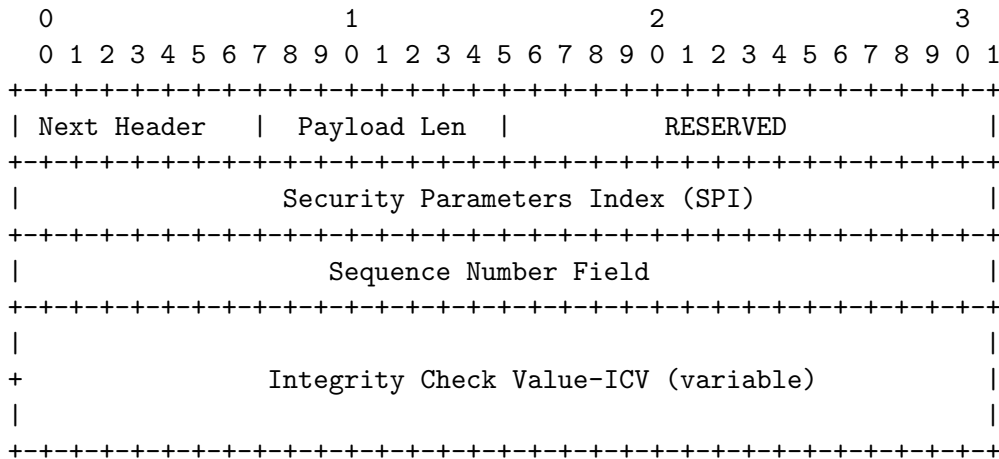 0                   1                   2                   3
 0 1 2 3 4 5 6 7 8 9 0 1 2 3 4 5 6 7 8 9 0 1 2 3 4 5 6 7 8 9 0 1
+-+-+-+-+-+-+-+-+-+-+-+-+-+-+-+-+-+-+-+-+-+-+-+-+-+-+-+-+-+-+-+-+
| Next Header   |  Payload Len  |          RESERVED             |
+-+-+-+-+-+-+-+-+-+-+-+-+-+-+-+-+-+-+-+-+-+-+-+-+-+-+-+-+-+-+-+-+
|                 Security Parameters Index (SPI)               |
+-+-+-+-+-+-+-+-+-+-+-+-+-+-+-+-+-+-+-+-+-+-+-+-+-+-+-+-+-+-+-+-+
|                    Sequence Number Field                      |
+-+-+-+-+-+-+-+-+-+-+-+-+-+-+-+-+-+-+-+-+-+-+-+-+-+-+-+-+-+-+-+-+
|                                                               |
+                Integrity Check Value-ICV (variable)           |
|                                                               |
+-+-+-+-+-+-+-+-+-+-+-+-+-+-+-+-+-+-+-+-+-+-+-+-+-+-+-+-+-+-+-+-+